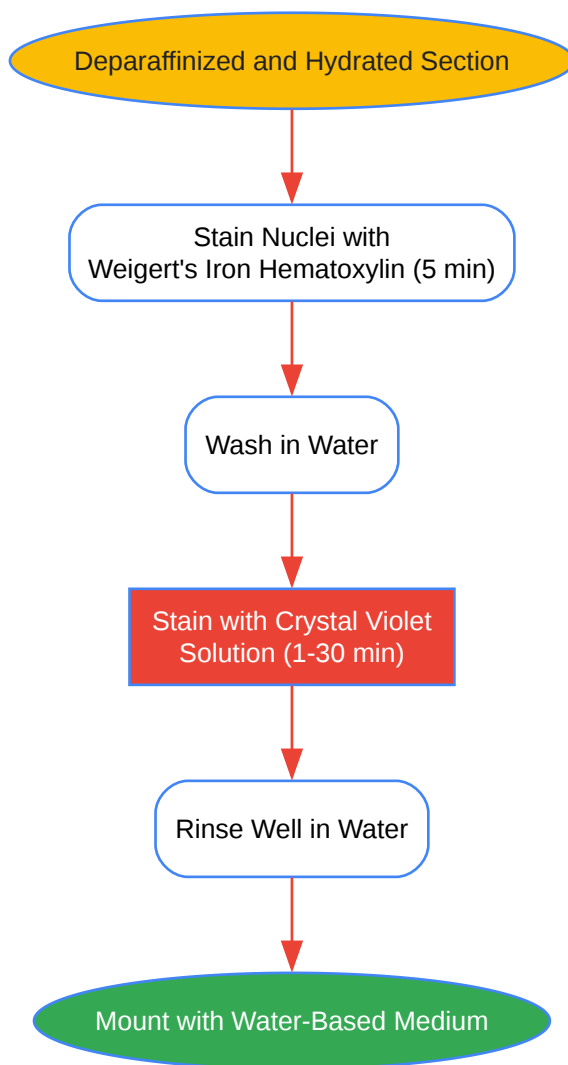 Deparaffinized and Hydrated Section
Stain Nuclei with
Weigert's Iron Hematoxylin (5 min)
Wash in Water
Stain with Crystal Violet
Solution (1-30 min)
Rinse Well in Water
Mount with Water-Based Medium